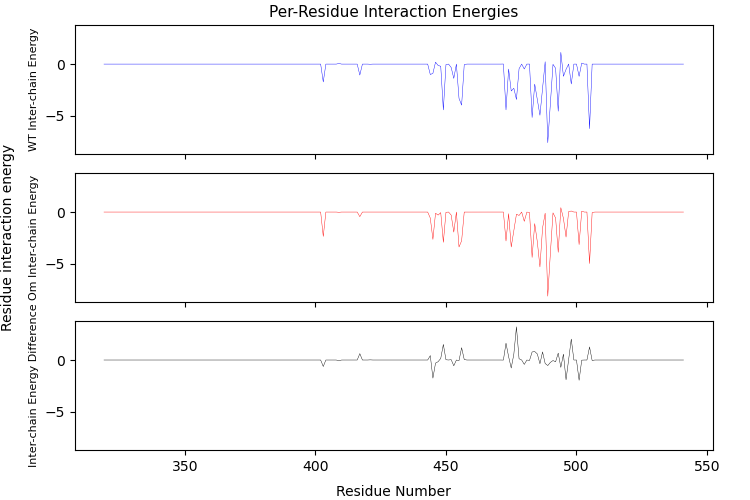 Per-Residue Interaction Energies
Residue interaction energy
WT Inter-chain Energy
0
−5
Om Inter-chain Energy
0
−5
Inter-chain Energy Difference
0
−5
350
400
450
500
550
Residue Number